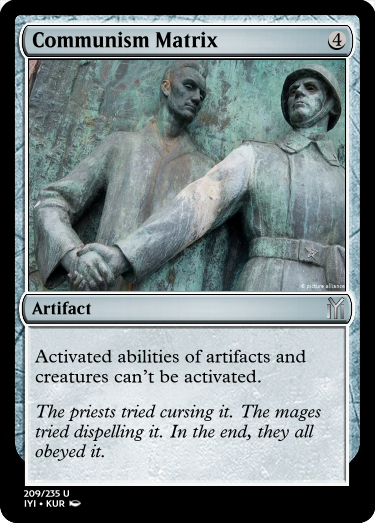 Communism Matrix
4
© picture alliance
Artifact
Activated abilities of artifacts and
creatures can't be activated.
The priests tried cursing it. The mages
tried dispelling it. In the end, they all
obeyed it.
209/235 U
IYI • KUR